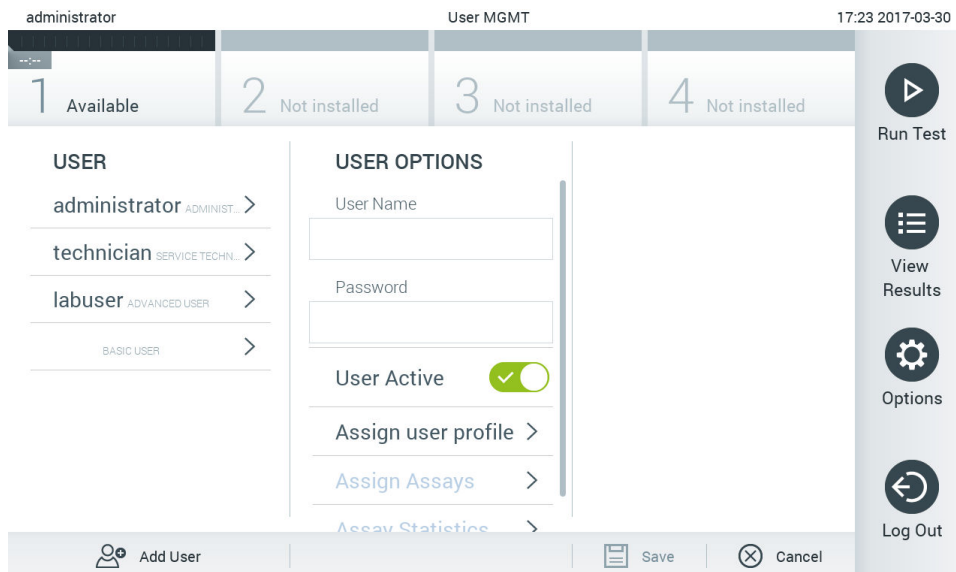 administrator User MGMT 17:23 2017-03-30
--:--
1 Available 2 Not installed 3 Not installed 4 Not installed
Run Test
USER
administrator ADMINIST...
technician SERVICE TECHN...
labuser ADVANCED USER
BASIC USER
USER OPTIONS
User Name
Password
User Active
Assign user profile
Assign Assays
Assay Statistics
View
Results
Options
Log Out
Add User Save Cancel